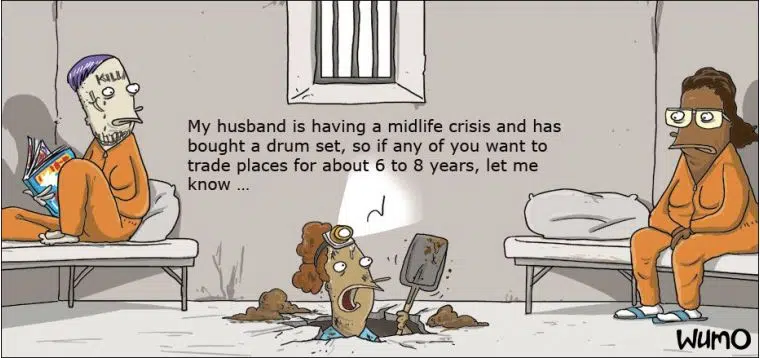 KILL
My husband is having a midlife crisis and has
bought a drum set, so if any of you want to
trade places for about 6 to 8 years, let me
know ...
WUMO